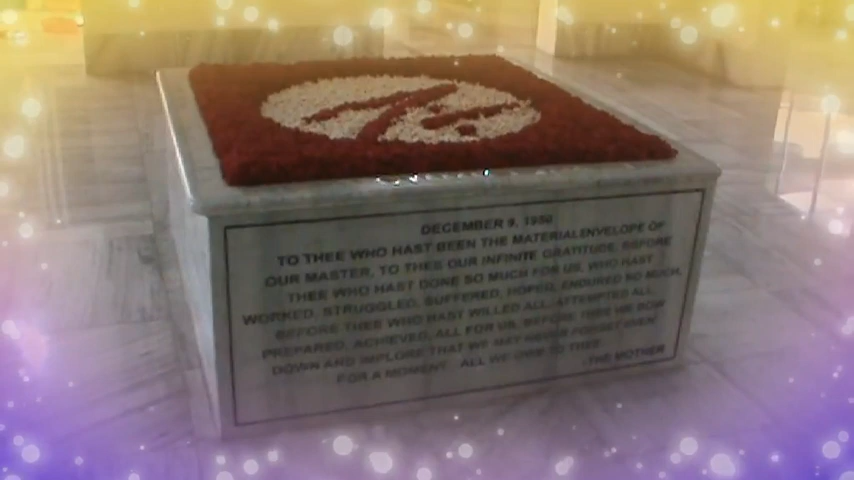 DECEMBER 9, 1950
TO THEE WHO HAST BEEN THE MATERIAL ENVELOPE OF
OUR MASTER, TO THEE OUR INFINITE GRATITUDE. BEFORE
THEE WHO HAST DONE SO MUCH FOR US, WHO HAST
WORKED, STRUGGLED, SUFFERED, HOPED, ENDURED SO MUCH,
BEFORE THEE WHO HAST WILLED ALL, ATTEMPTED ALL,
PREPARED, ACHIEVED, ALL FOR US, BEFORE THEE WE BOW
DOWN AND IMPLORE THAT WE MAY NEVER FORGET EVEN
FOR A MOMENT ALL WE OWE TO THEE
-THE MOTHER